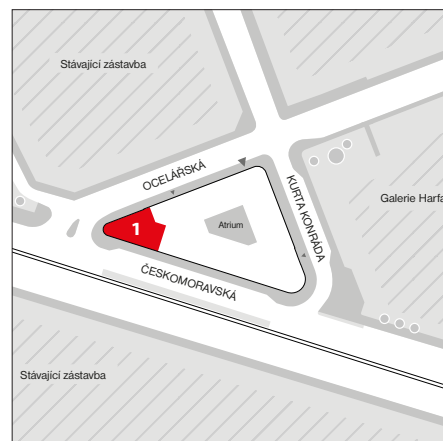 Stávající zástavba
OCELÁŘSKÁ
KURTA KONRÁDA
Galerie Harfa
1
Atrium
ČESKOMORAVSKÁ
Stávající zástavba